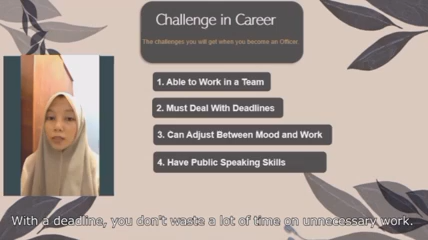 Challenge in Career
The challenges you will get when you become an Officer
1. Able to Work in a Team
2. Must Deal With Deadlines
3. Can Adjust Between Mood and Work
4. Have Public Speaking Skills
With a deadline, you don't waste a lot of time on unnecessary work.